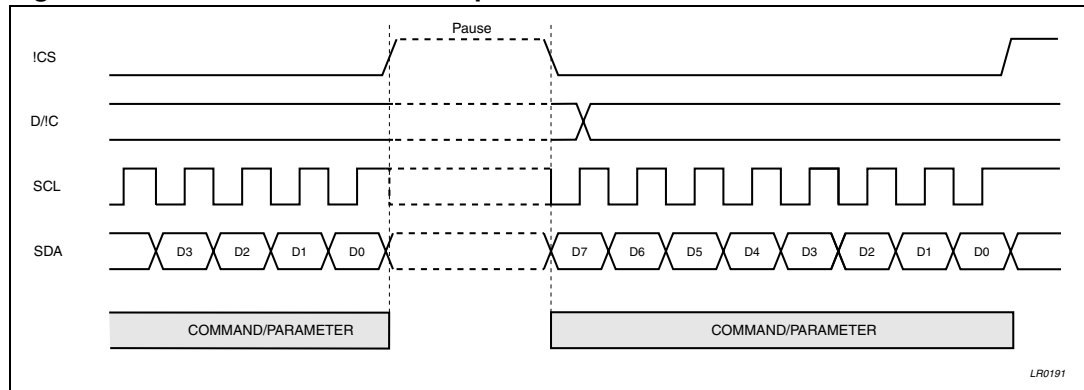 Pause
!CS
D/!C
SCL
SDA
D3 D2 D1 D0 D7 D6 D5 D4 D3 D2 D1 D0
COMMAND/PARAMETER COMMAND/PARAMETER
LR0191